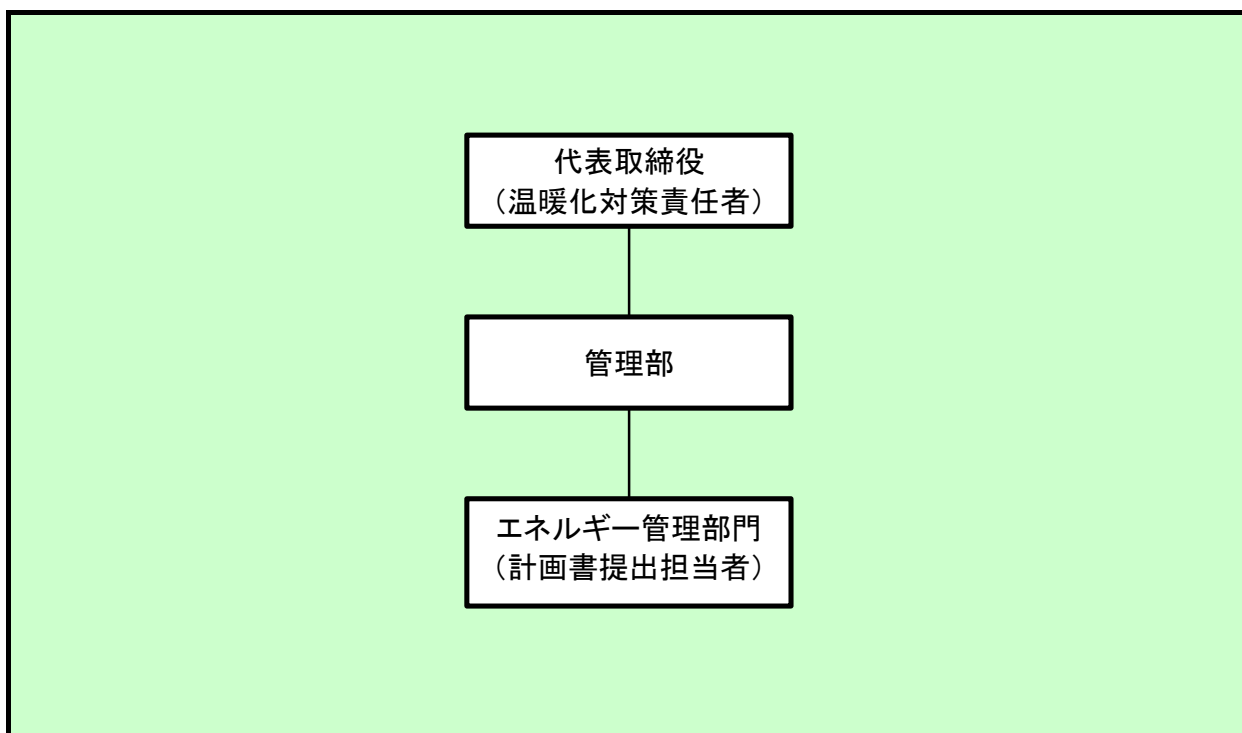 代表取締役
（温暖化対策責任者）
管理部
エネルギー管理部門
（計画書提出担当者）